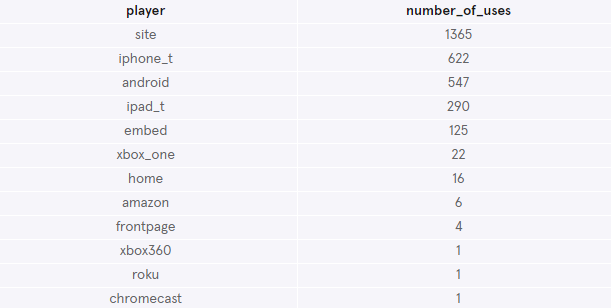 player number_of_uses
site 1365
iphone_t 622
android 547
ipad_t 290
embed 125
xbox_one 22
home 16
amazon 6
frontpage 4
xbox360 1
roku 1
chromecast 1